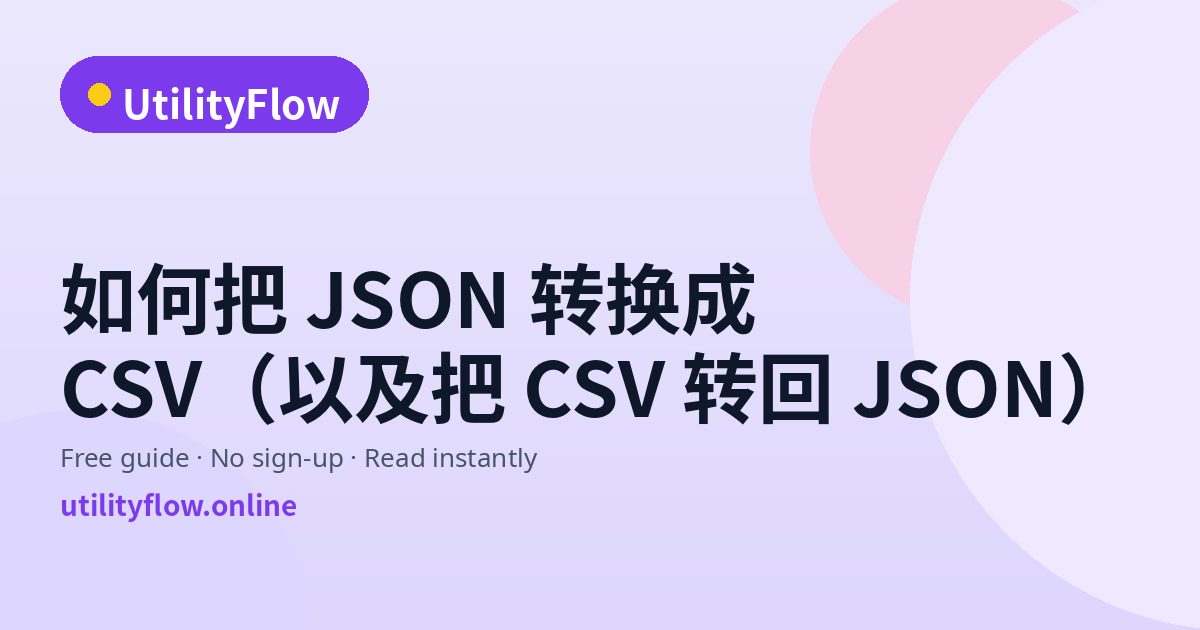 UtilityFlow
如何把 JSON 转换成
CSV（以及把 CSV 转回 JSON）
Free guide · No sign-up · Read instantly
utilityflow.online